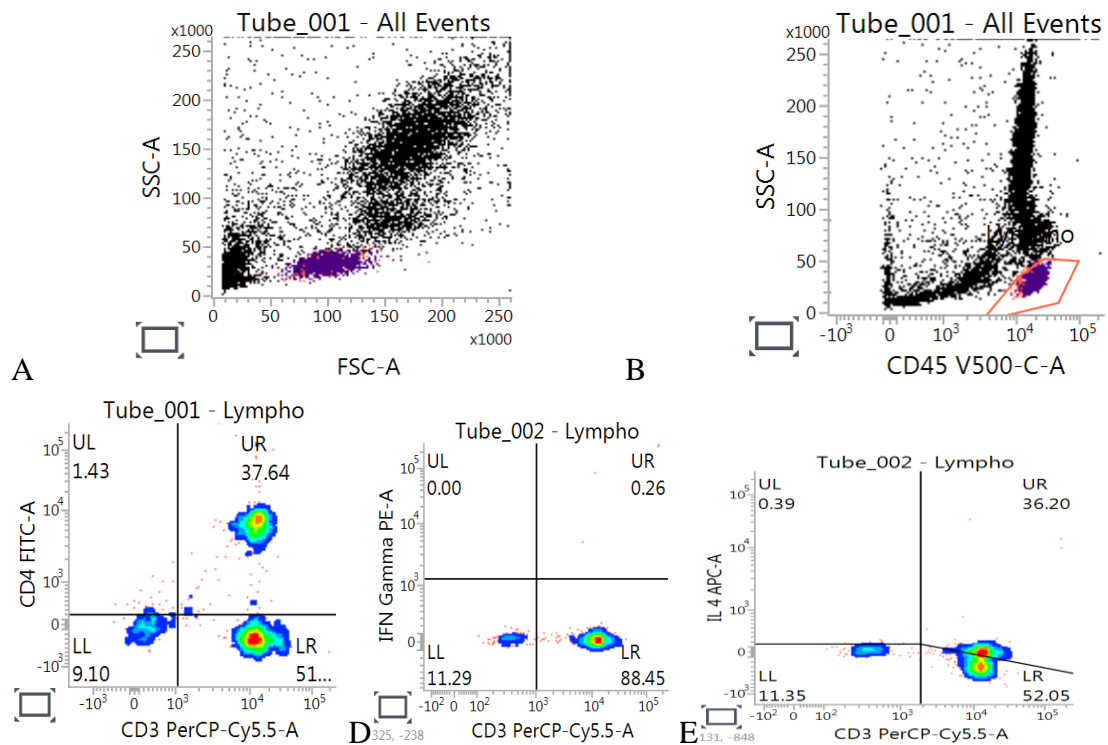 Tube_001 - All Events
x1000
SSC-A
250
200
150
100
50
0
0 50 100 150 200 250
x1000
FSC-A
A
Tube_001 - All Events
x1000
SSC-A
250
200
150
100
50
0
Lympho
-10³ 10³ 10⁴ 10⁵
CD45 V500-C-A
B
Tube_001 - Lympho
CD4 FITC-A
10⁵
10⁴
10³
0
-10³
UL
1.43
UR
37.64
LL
9.10
LR
51...
-10³ 0 10³ 10⁴ 10⁵
CD3 PerCP-Cy5.5-A
Tube_002 - Lympho
IFN Gamma PE-A
10⁵
10⁴
10³
0
UL
0.00
UR
0.26
LL
11.29
LR
88.45
0 10² 10³ 10⁴ 10⁵
CD3 PerCP-Cy5.5-A
325, -238
D
Tube_002 - Lympho
IL 4 APC-A
10⁵
10⁴
10³
0
-10³
UL
0.39
UR
36.20
LL
11.35
LR
52.05
-10² 0 10² 10³ 10⁴ 10⁵
CD3 PerCP-Cy5.5-A
131, -848
E